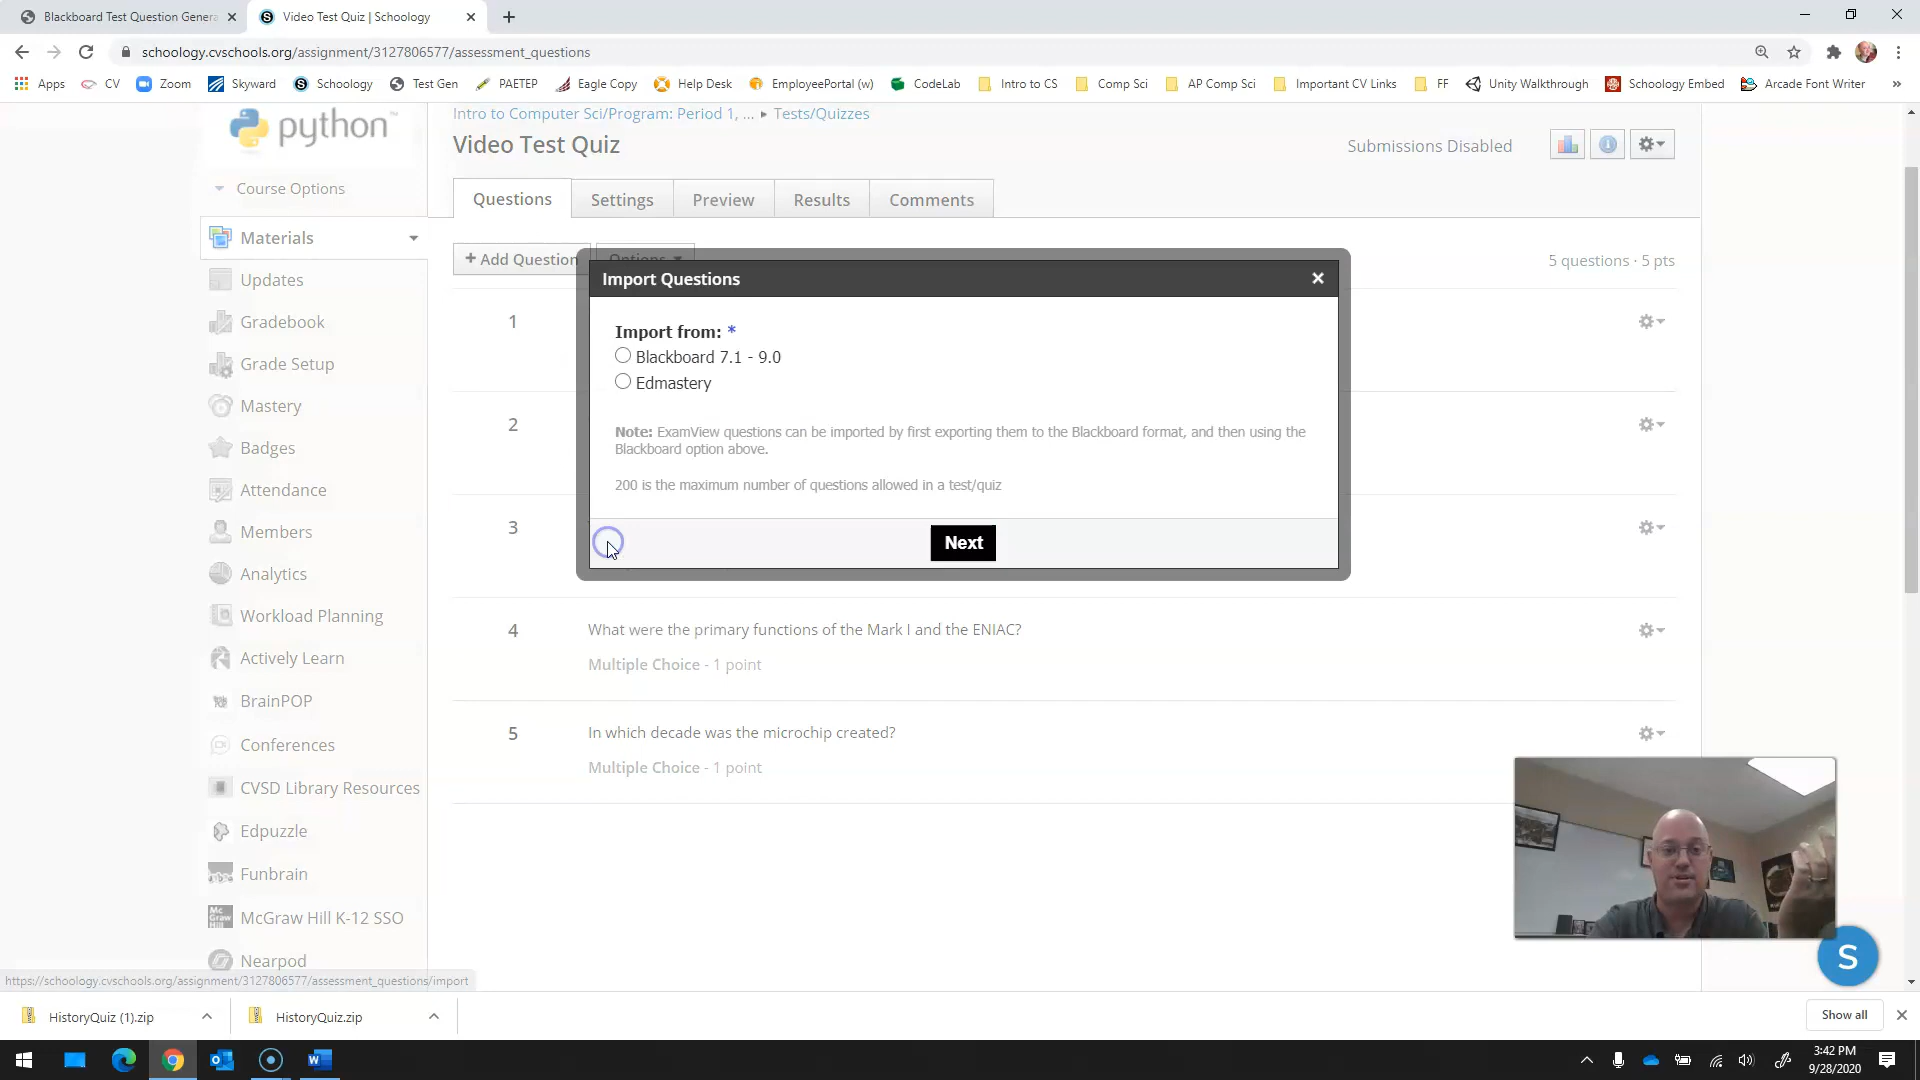 Blackboard Test Question Genera
Video Test Quiz | Schoology
schoology.cvschools.org/assignment/3127806577/assessment_questions
Apps CV Zoom Skyward Schoology Test Gen PAETEP Eagle Copy Help Desk EmployeePortal (w) CodeLab Intro to CS Comp Sci AP Comp Sci Important CV Links FF Unity Walkthrough Schoology Embed Arcade Font Writer »
python™
Course Options
Materials
Updates
Gradebook
Grade Setup
Mastery
Badges
Attendance
Members
Analytics
Workload Planning
Actively Learn
BrainPOP
Conferences
CVSD Library Resources
Edpuzzle
Funbrain
McGraw Hill K-12 SSO
Nearpod
Intro to Computer Sci/Program: Period 1, ... ▸ Tests/Quizzes
Video Test Quiz
Submissions Disabled
Questions Settings Preview Results Comments
+ Add Question Options
5 questions · 5 pts
Import Questions
Import from: *
Blackboard 7.1 - 9.0
Edmastery
Note: ExamView questions can be imported by first exporting them to the Blackboard format, and then using the
Blackboard option above.
200 is the maximum number of questions allowed in a test/quiz
Next
1
2
3
4 What were the primary functions of the Mark I and the ENIAC?
Multiple Choice - 1 point
5 In which decade was the microchip created?
Multiple Choice - 1 point
S
https://schoology.cvschools.org/assignment/3127806577/assessment_questions/import
HistoryQuiz (1).zip
HistoryQuiz.zip
Show all
3:42 PM
9/28/2020